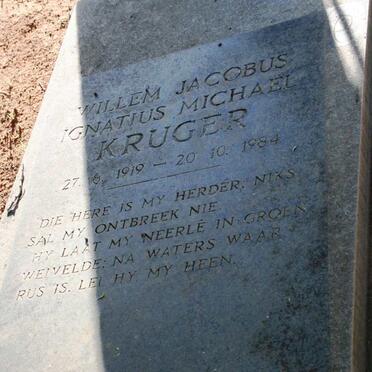 WILLEM JACOBUS
IGNATIUS MICHAEL
KRUGER
27. 6. 1919 — 20. 10. 1984
DIE HERE IS MY HERDER, NIKS
SAL MY ONTBREEK NIE.
HY LAAT MY NEERLÊ IN GROEN
WEIVELDE; NA WATERS WAAR
RUS IS, LEI HY MY HEEN.